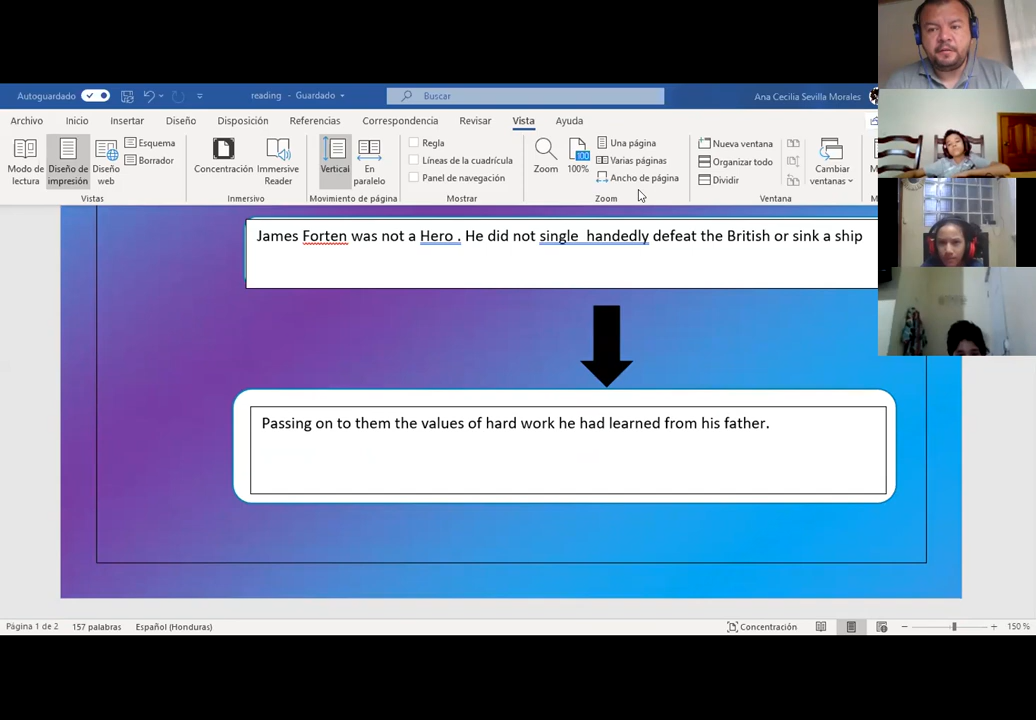 Autoguardado
reading - Guardado
Buscar
Ana Cecilia Sevilla Morales
Archivo Inicio Insertar Diseño Disposición Referencias Correspondencia Revisar Vista Ayuda
Modo de lectura
Diseño de impresión
Diseño web
Esquema
Borrador
Vistas
Concentración
Immersive Reader
Inmersivo
Vertical
En paralelo
Movimiento de página
Regla
Líneas de la cuadrícula
Panel de navegación
Mostrar
Zoom
100
100%
Una página
Varias páginas
Ancho de página
Zoom
Nueva ventana
Organizar todo
Dividir
Cambiar ventanas
Ventana
James Forten was not a Hero . He did not single handedly defeat the British or sink a ship
Passing on to them the values of hard work he had learned from his father.
Página 1 de 2 157 palabras Español (Honduras) Concentración 150 %